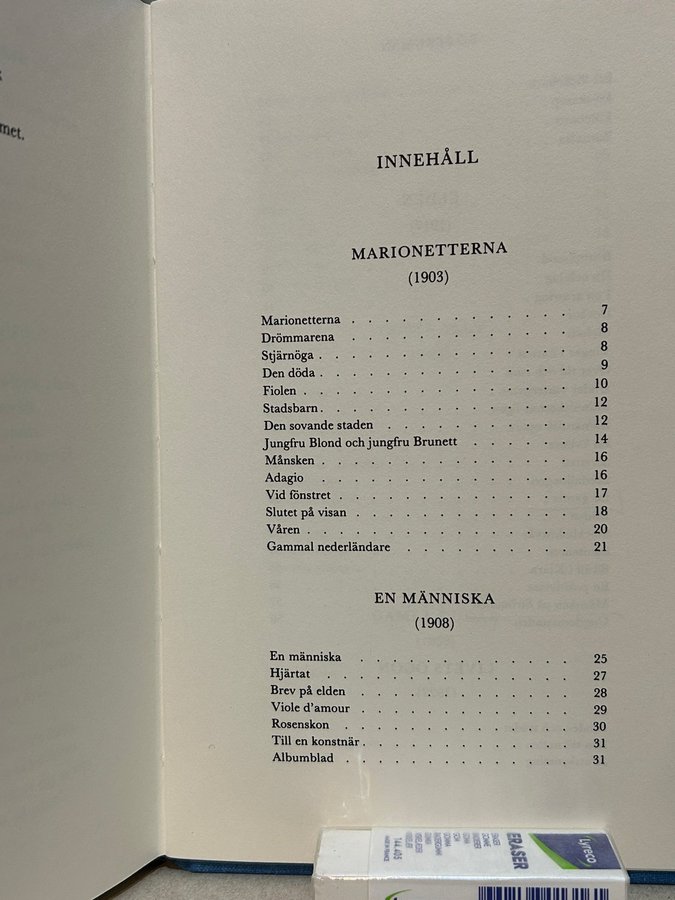 met.
INNEHÅLL
MARIONETTERNA
(1903)
Marionetterna . . . . . . . . . . . . . 7
Drömmarena . . . . . . . . . . . . . 8
Stjärnöga . . . . . . . . . . . . . . . 8
Den döda . . . . . . . . . . . . . . . 9
Fiolen . . . . . . . . . . . . . . . . 10
Stadsbarn . . . . . . . . . . . . . . . 12
Den sovande staden . . . . . . . . . . . 12
Jungfru Blond och jungfru Brunett . . . . . . 14
Månsken . . . . . . . . . . . . . . . 16
Adagio . . . . . . . . . . . . . . . 16
Vid fönstret . . . . . . . . . . . . . . 17
Slutet på visan . . . . . . . . . . . . . 18
Våren . . . . . . . . . . . . . . . . 20
Gammal nederländare . . . . . . . . . 21
EN MÄNNISKA
(1908)
En människa . . . . . . . . . . . . 25
Hjärtat . . . . . . . . . . . . . . 27
Brev på elden . . . . . . . . . . . . 28
Viole d’amour . . . . . . . . . . . . 29
Rosenskon . . . . . . . . . . . . . 30
Till en konstnär . . . . . . . . . . . . 31
Albumblad . . . . . . . . . . . . . 31
Lyreco
ERASER
144.405